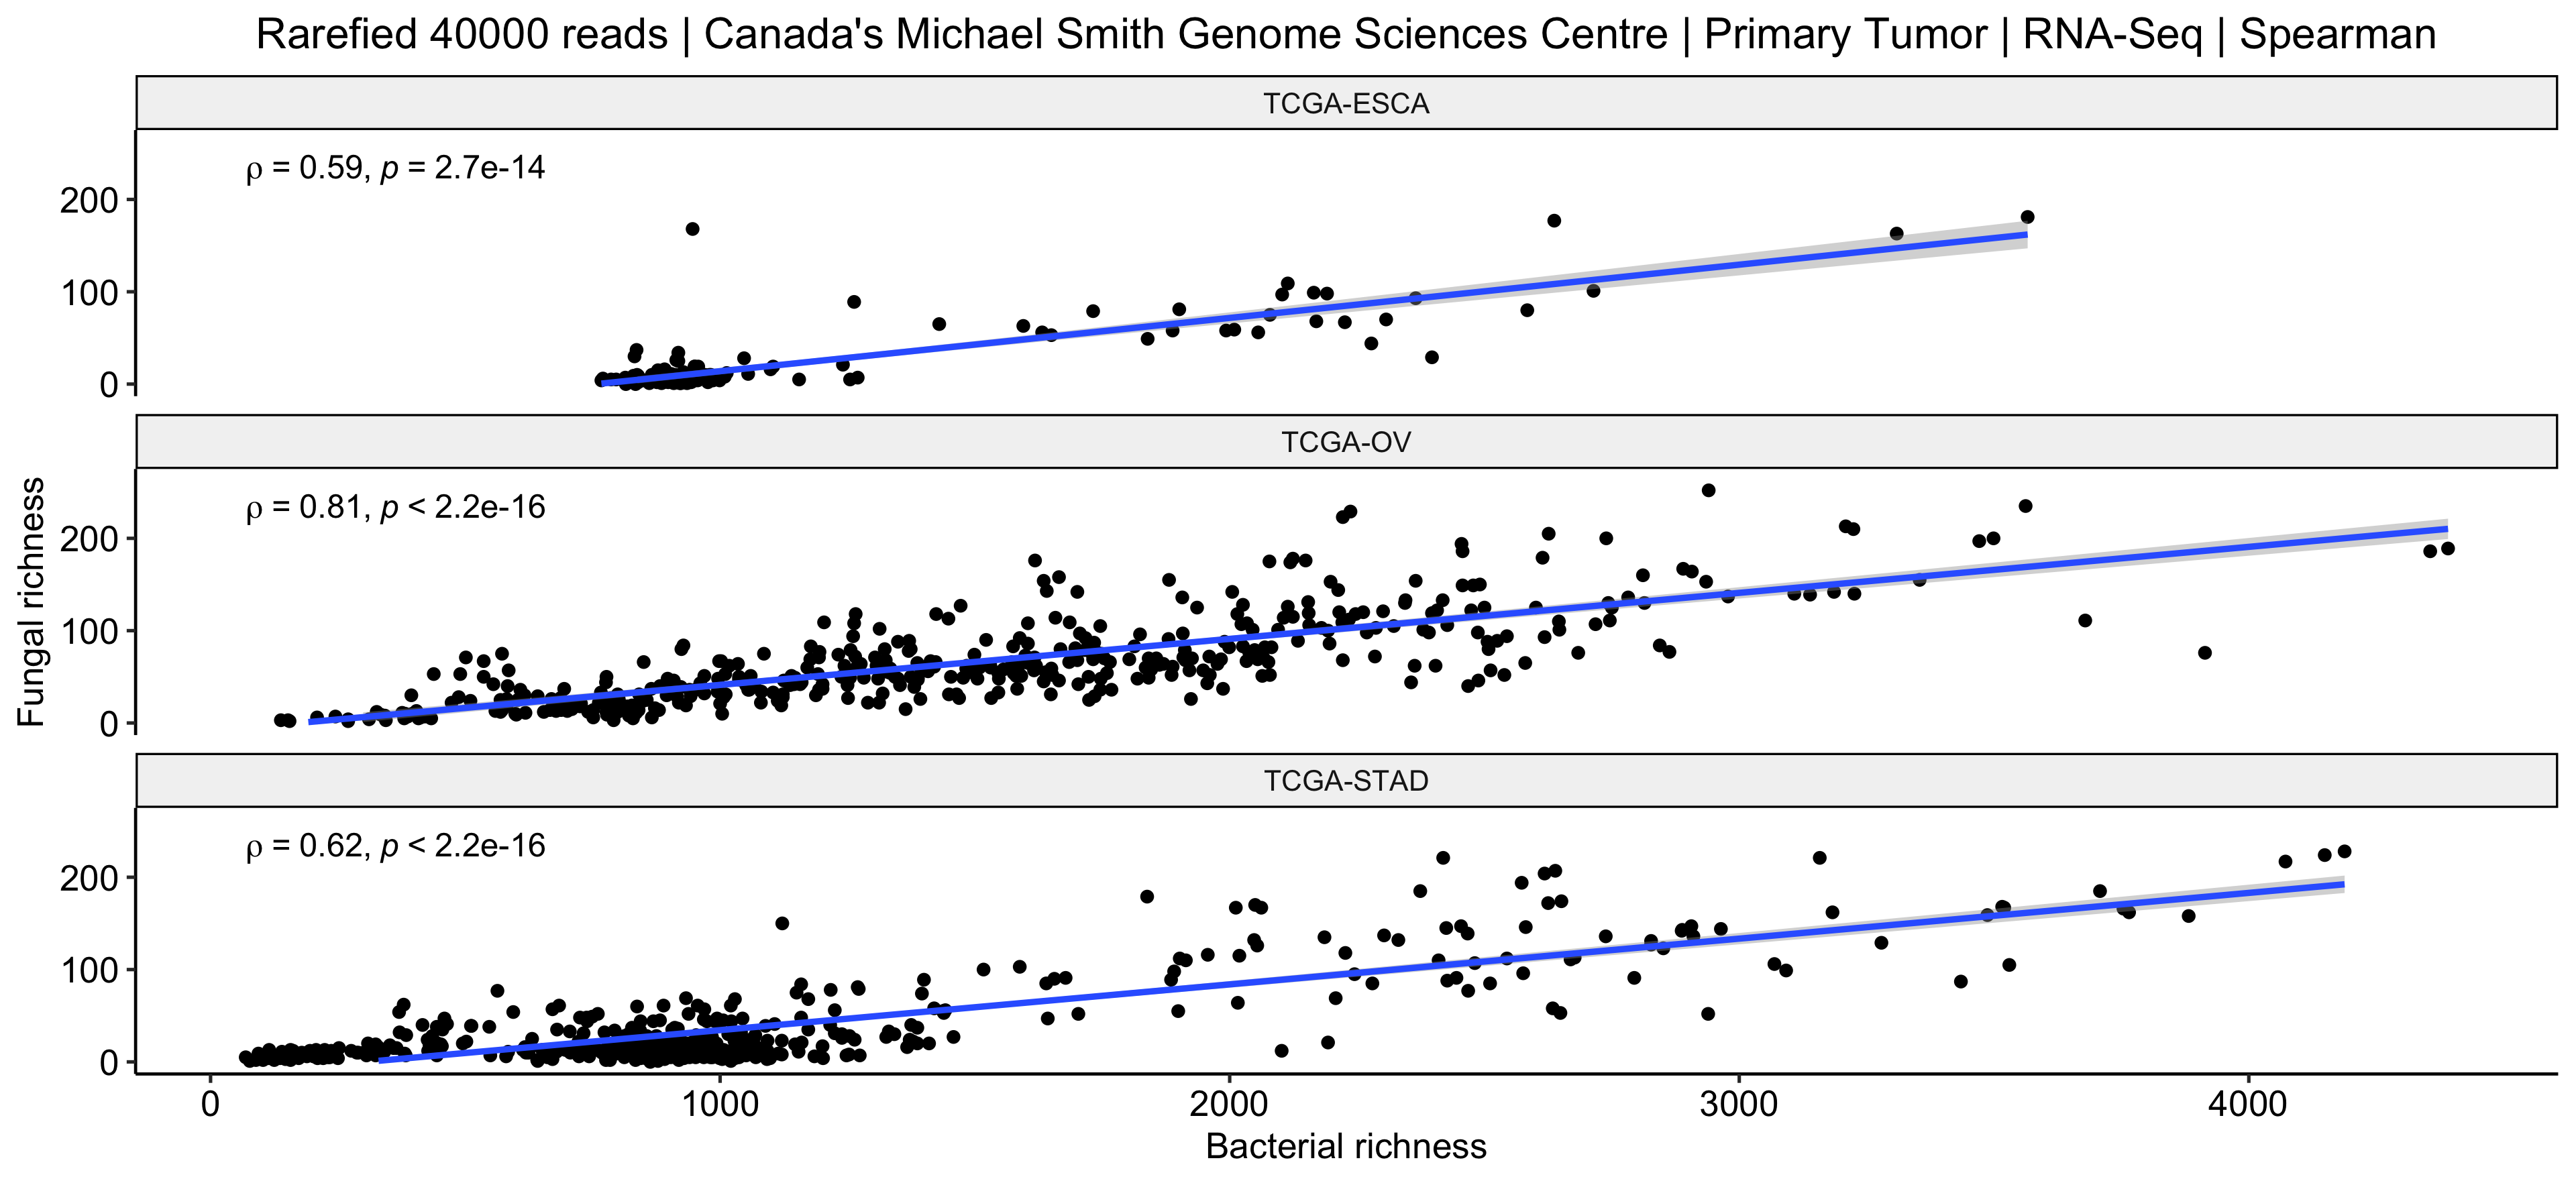 Rarefied 40000 reads | Canada's Michael Smith Genome Sciences Centre | Primary Tumor | RNA-Seq | Spearman
TCGA-ESCA
ρ = 0.59, p = 2.7e-14
200
100
0
TCGA-OV
ρ = 0.81, p < 2.2e-16
200
100
0
Fungal richness
TCGA-STAD
ρ = 0.62, p < 2.2e-16
200
100
0
0 1000 2000 3000 4000
Bacterial richness